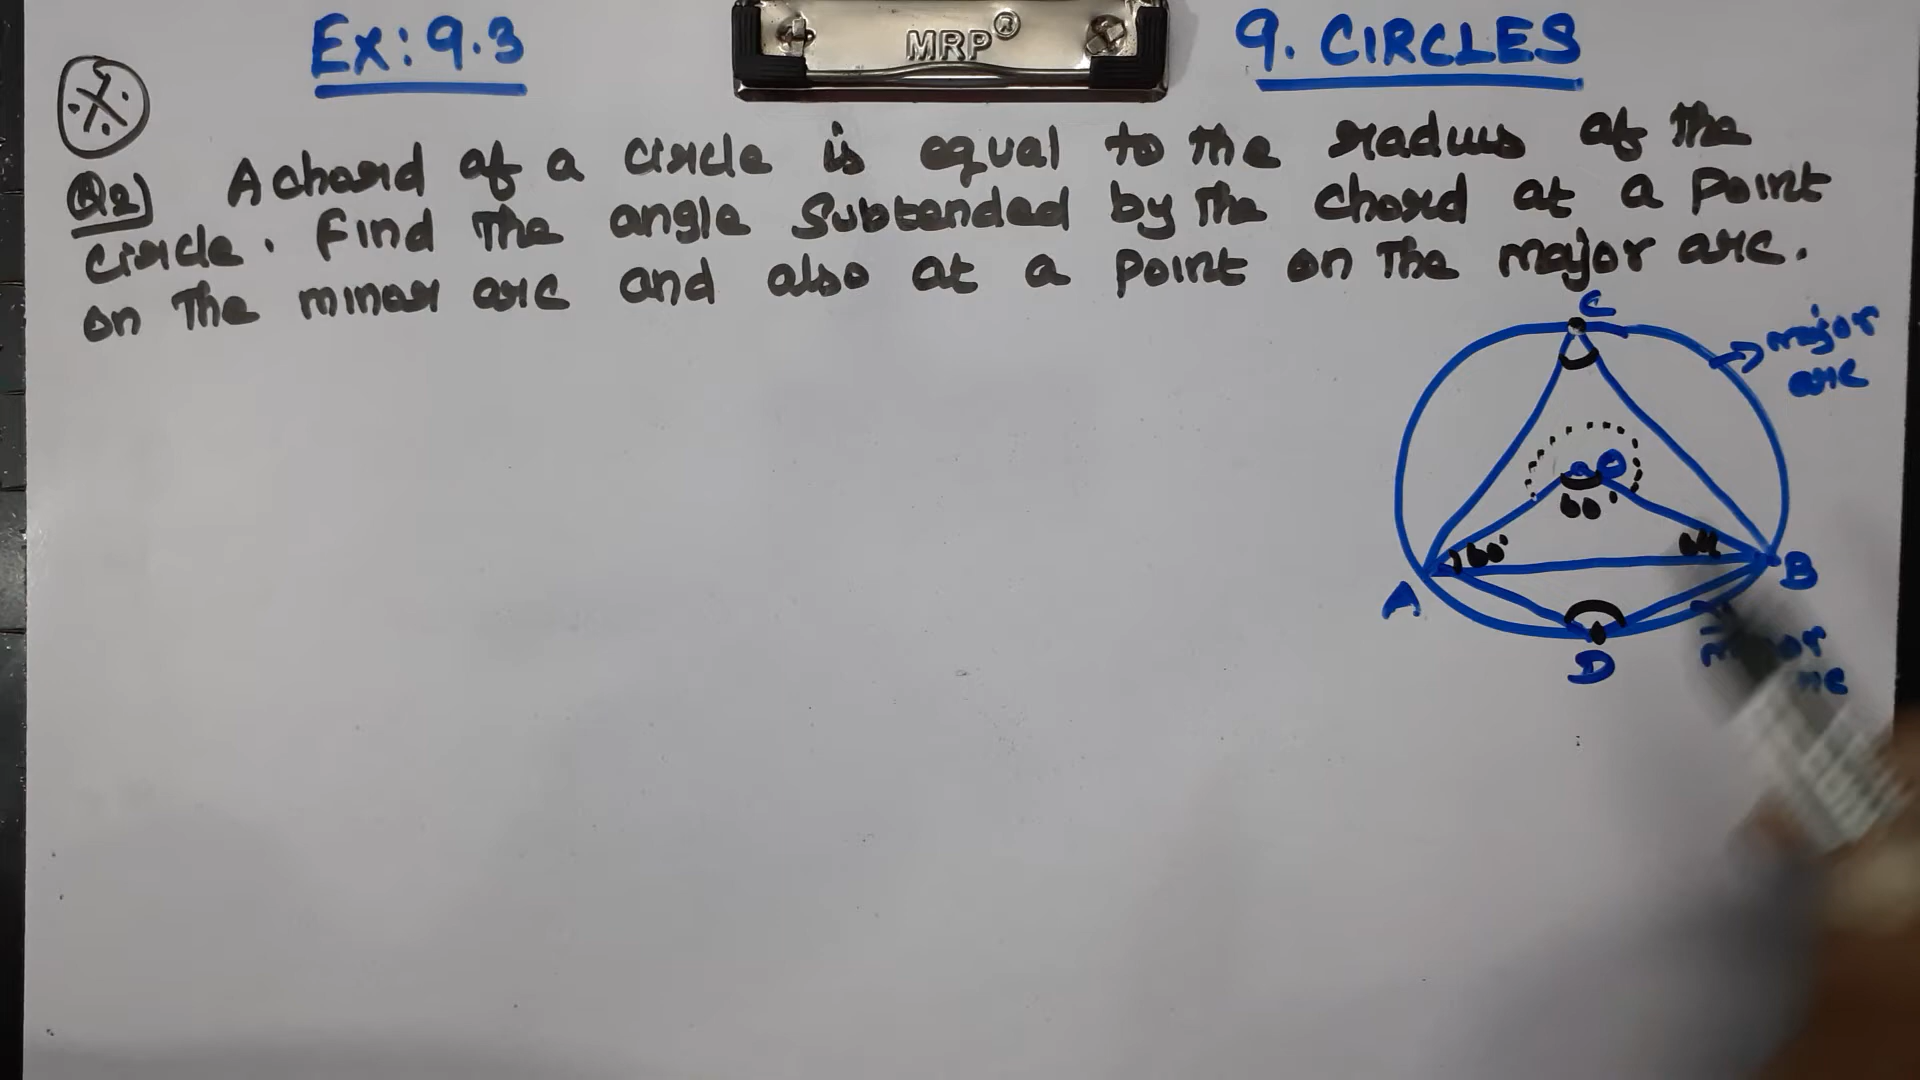 Ex: 9.3
MRP®
9. CIRCLES
Q2) A chord of a circle is equal to the radius of the
circle. Find the angle subtended by the chord at a point
on the minor arc and also at a point on the major arc.
C
major
arc
O
60
60°
A
B
D